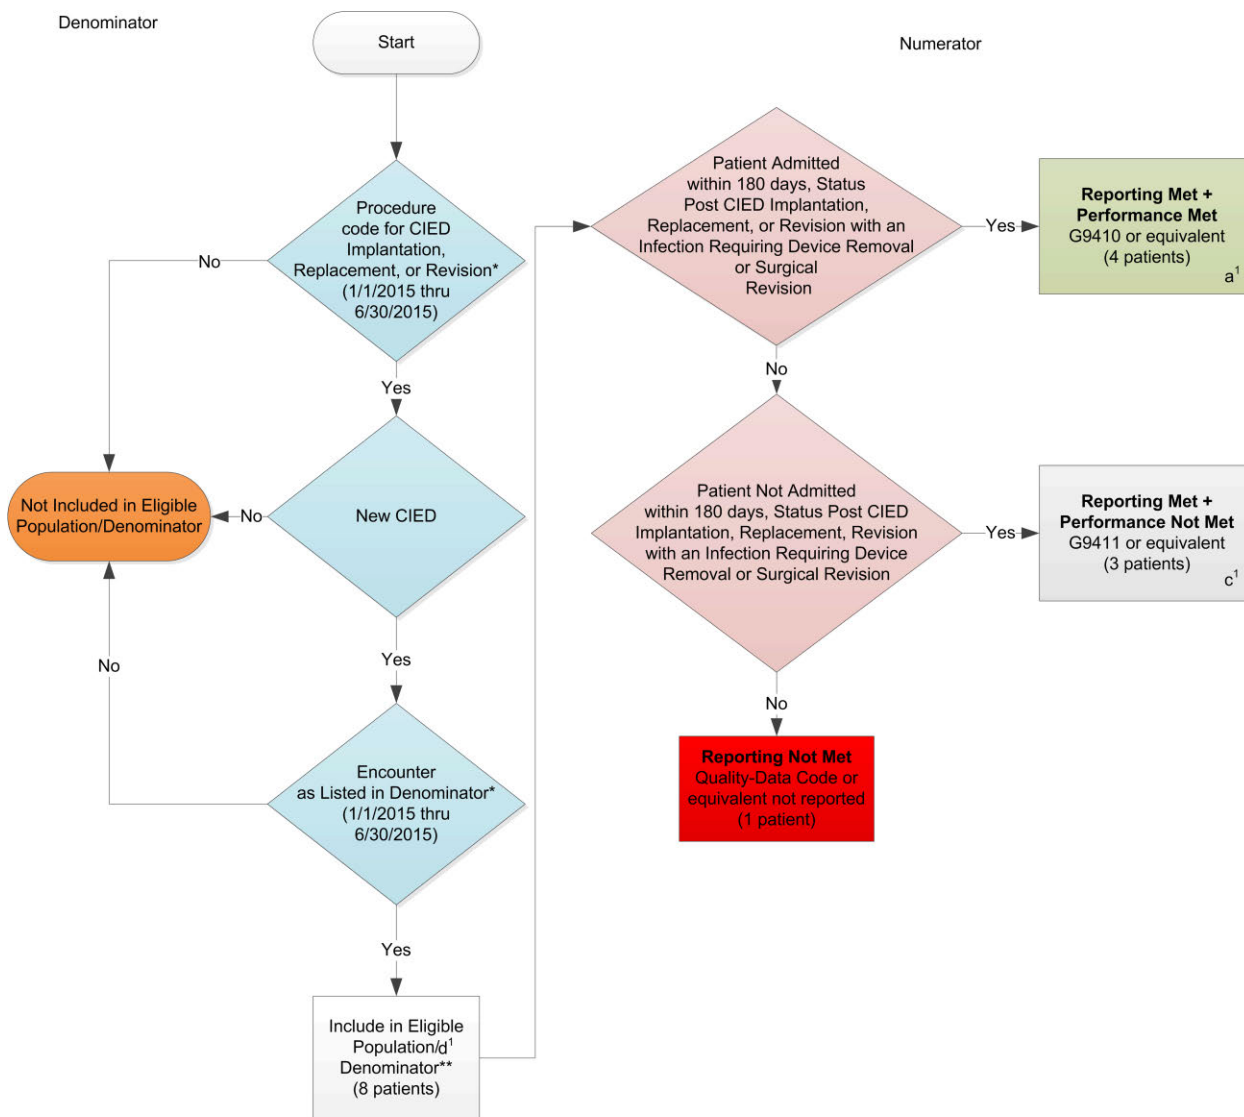 Denominator
Start
Numerator
Procedure
code for CIED
Implantation,
Replacement, or Revision*
(1/1/2015 thru
6/30/2015)
No
Yes
New CIED
No
Not Included in Eligible
Population/Denominator
Yes
No
Encounter
as Listed in Denominator*
(1/1/2015 thru
6/30/2015)
Yes
Include in Eligible
Population/d¹
Denominator**
(8 patients)
Patient Admitted
within 180 days, Status
Post CIED Implantation,
Replacement, or Revision with an
Infection Requiring Device Removal
or Surgical
Revision
Yes
Reporting Met +
Performance Met
G9410 or equivalent
(4 patients)
a¹
No
Patient Not Admitted
within 180 days, Status Post CIED
Implantation, Replacement, Revision
with an Infection Requiring Device
Removal or Surgical Revision
Yes
Reporting Met +
Performance Not Met
G9411 or equivalent
(3 patients)
c¹
No
Reporting Not Met
Quality-Data Code or
equivalent not reported
(1 patient)